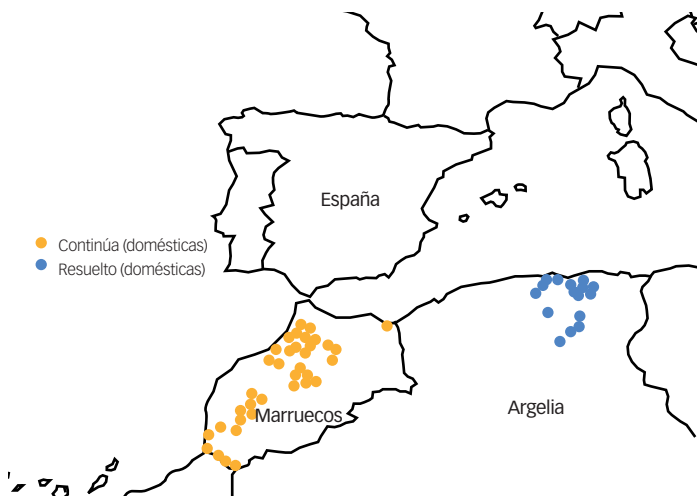 España
Continúa (domésticas)
Resuelto (domésticas)
Marruecos
Argelia